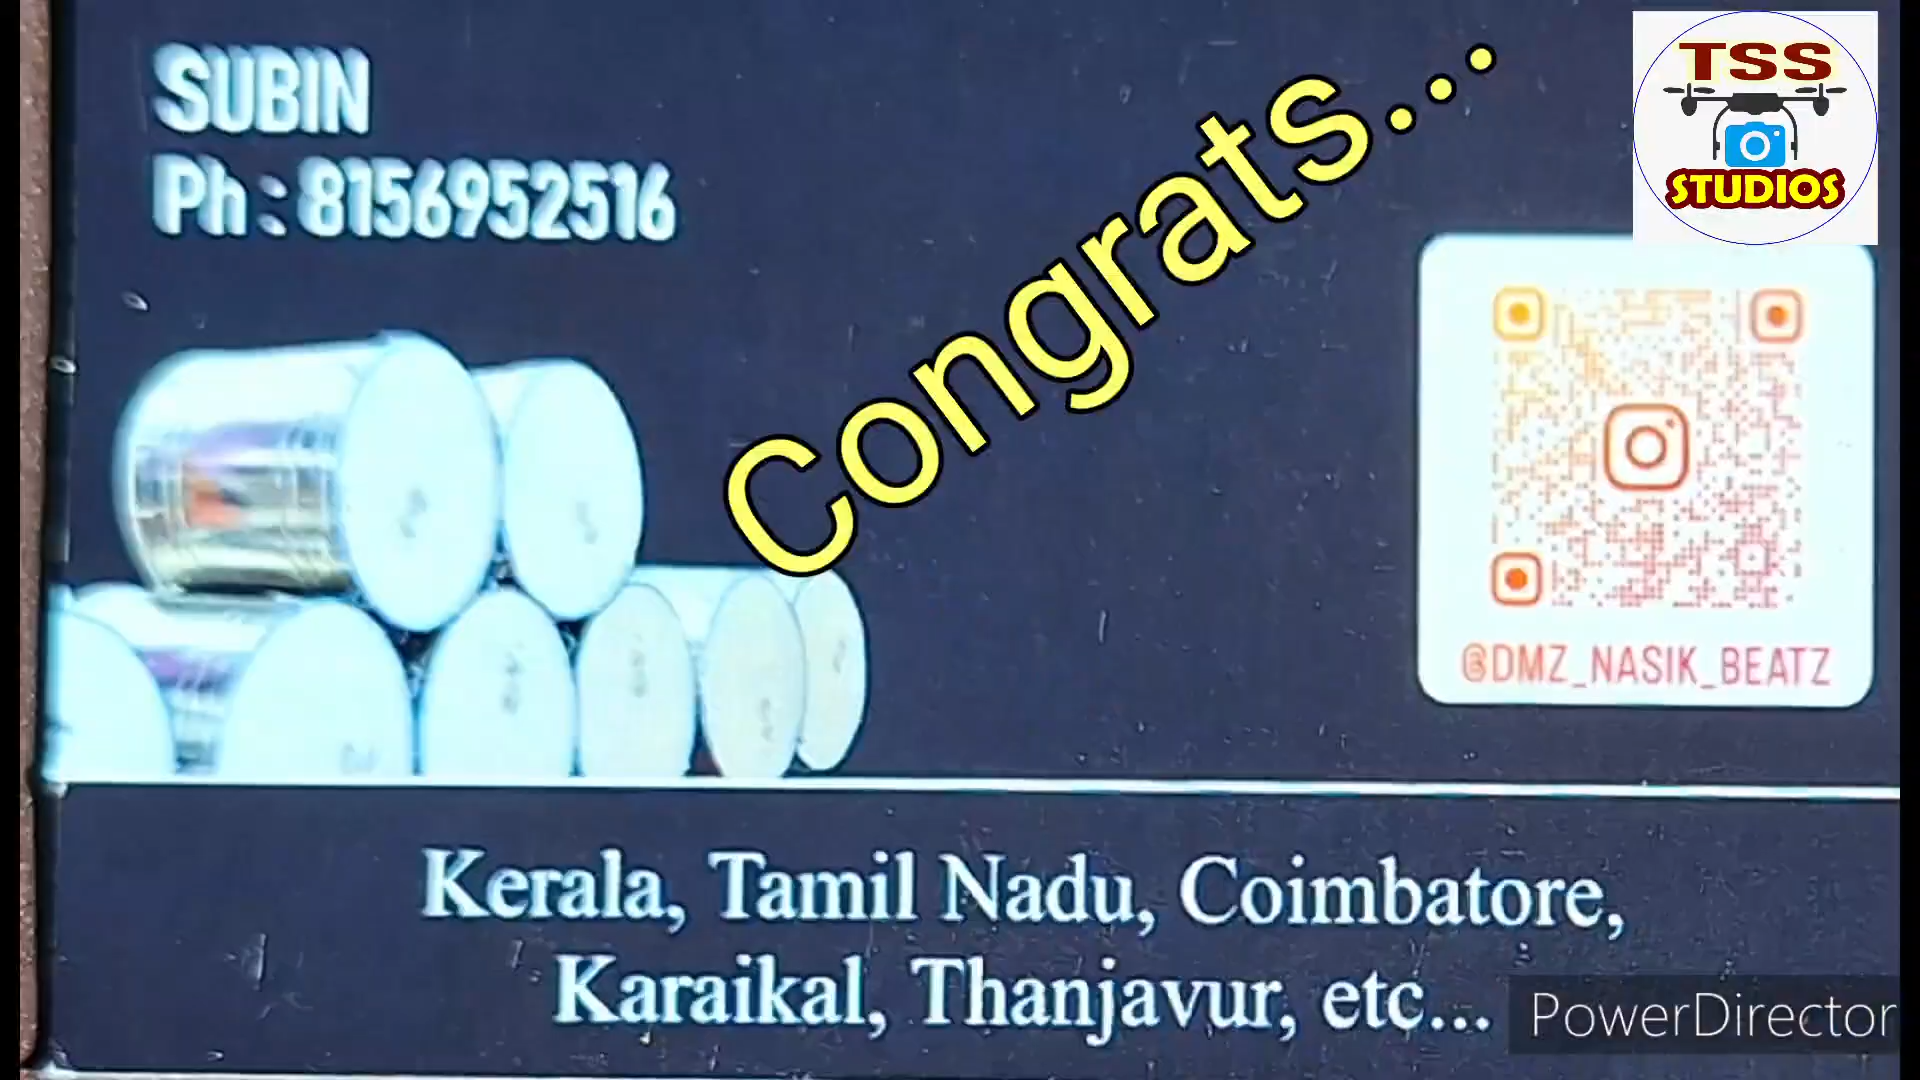 SUBIN
Ph : 8156952516
Congrats...
TSS
STUDIOS
@DMZ_NASIK_BEATZ
Kerala, Tamil Nadu, Coimbatore,
Karaikal, Thanjavur, etc...
PowerDirector